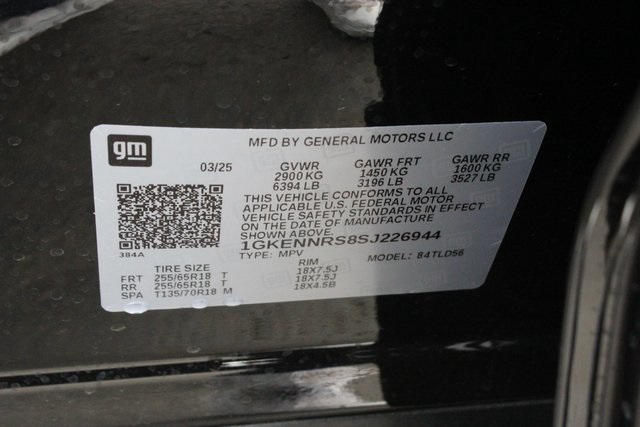 gm
MFD BY GENERAL MOTORS LLC
03/25 GVWR GAWR FRT GAWR RR
2900 KG 1450 KG 1600 KG
6394 LB 3196 LB 3527 LB
THIS VEHICLE CONFORMS TO ALL
APPLICABLE U.S. FEDERAL MOTOR
VEHICLE SAFETY STANDARDS IN EFFECT
ON THE DATE OF MANUFACTURE
SHOWN ABOVE.
1GKENNRS8SJ226944
384A
TYPE: MPV MODEL: 84TLD56
TIRE SIZE RIM
FRT 255/65R18 T 18X7.5J
RR 255/65R18 T 18X7.5J
SPA T135/70R18 M 18X4.5B